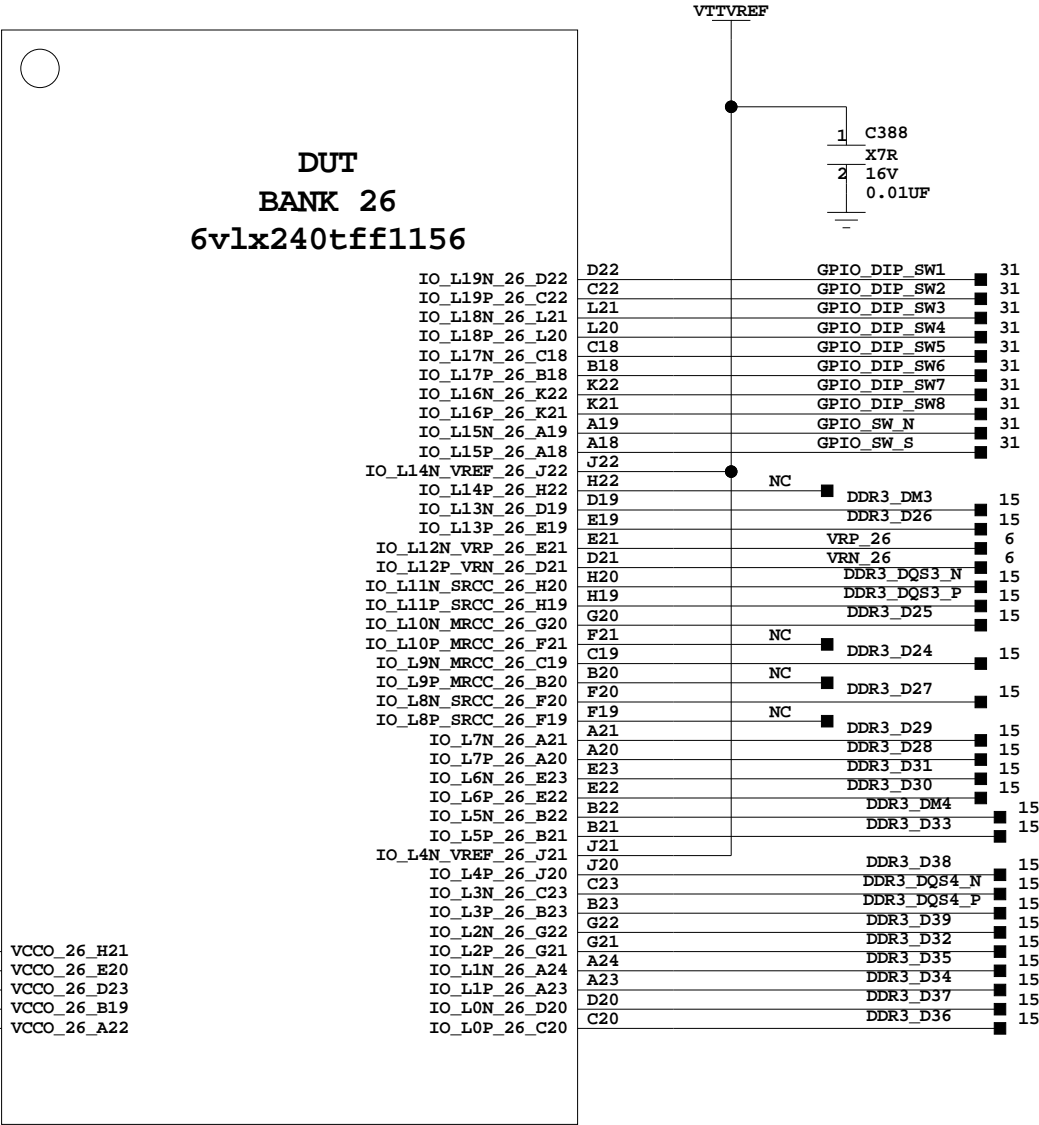 VTTVREF
1 C388
X7R
2 16V
0.01UF
DUT
BANK 26
6vlx240tff1156
IO_L19N_26_D22 D22 GPIO_DIP_SW1 31
IO_L19P_26_C22 C22 GPIO_DIP_SW2 31
IO_L18N_26_L21 L21 GPIO_DIP_SW3 31
IO_L18P_26_L20 L20 GPIO_DIP_SW4 31
IO_L17N_26_C18 C18 GPIO_DIP_SW5 31
IO_L17P_26_B18 B18 GPIO_DIP_SW6 31
IO_L16N_26_K22 K22 GPIO_DIP_SW7 31
IO_L16P_26_K21 K21 GPIO_DIP_SW8 31
IO_L15N_26_A19 A19 GPIO_SW_N 31
IO_L15P_26_A18 A18 GPIO_SW_S 31
IO_L14N_VREF_26_J22 J22
IO_L14P_26_H22 H22 NC
IO_L13N_26_D19 D19 DDR3_DM3 15
IO_L13P_26_E19 E19 DDR3_D26 15
IO_L12N_VRP_26_E21 E21 VRP_26 6
IO_L12P_VRN_26_D21 D21 VRN_26 6
IO_L11N_SRCC_26_H20 H20 DDR3_DQS3_N 15
IO_L11P_SRCC_26_H19 H19 DDR3_DQS3_P 15
IO_L10N_MRCC_26_G20 G20 DDR3_D25 15
IO_L10P_MRCC_26_F21 F21 NC
IO_L9N_MRCC_26_C19 C19 DDR3_D24 15
IO_L9P_MRCC_26_B20 B20 NC
IO_L8N_SRCC_26_F20 F20 DDR3_D27 15
IO_L8P_SRCC_26_F19 F19 NC
IO_L7N_26_A21 A21 DDR3_D29 15
IO_L7P_26_A20 A20 DDR3_D28 15
IO_L6N_26_E23 E23 DDR3_D31 15
IO_L6P_26_E22 E22 DDR3_D30 15
IO_L5N_26_B22 B22 DDR3_DM4 15
IO_L5P_26_B21 B21 DDR3_D33 15
IO_L4N_VREF_26_J21 J21
IO_L4P_26_J20 J20 DDR3_D38 15
IO_L3N_26_C23 C23 DDR3_DQS4_N 15
IO_L3P_26_B23 B23 DDR3_DQS4_P 15
IO_L2N_26_G22 G22 DDR3_D39 15
VCCO_26_H21 IO_L2P_26_G21 G21 DDR3_D32 15
VCCO_26_E20 IO_L1N_26_A24 A24 DDR3_D35 15
VCCO_26_D23 IO_L1P_26_A23 A23 DDR3_D34 15
VCCO_26_B19 IO_L0N_26_D20 D20 DDR3_D37 15
VCCO_26_A22 IO_L0P_26_C20 C20 DDR3_D36 15